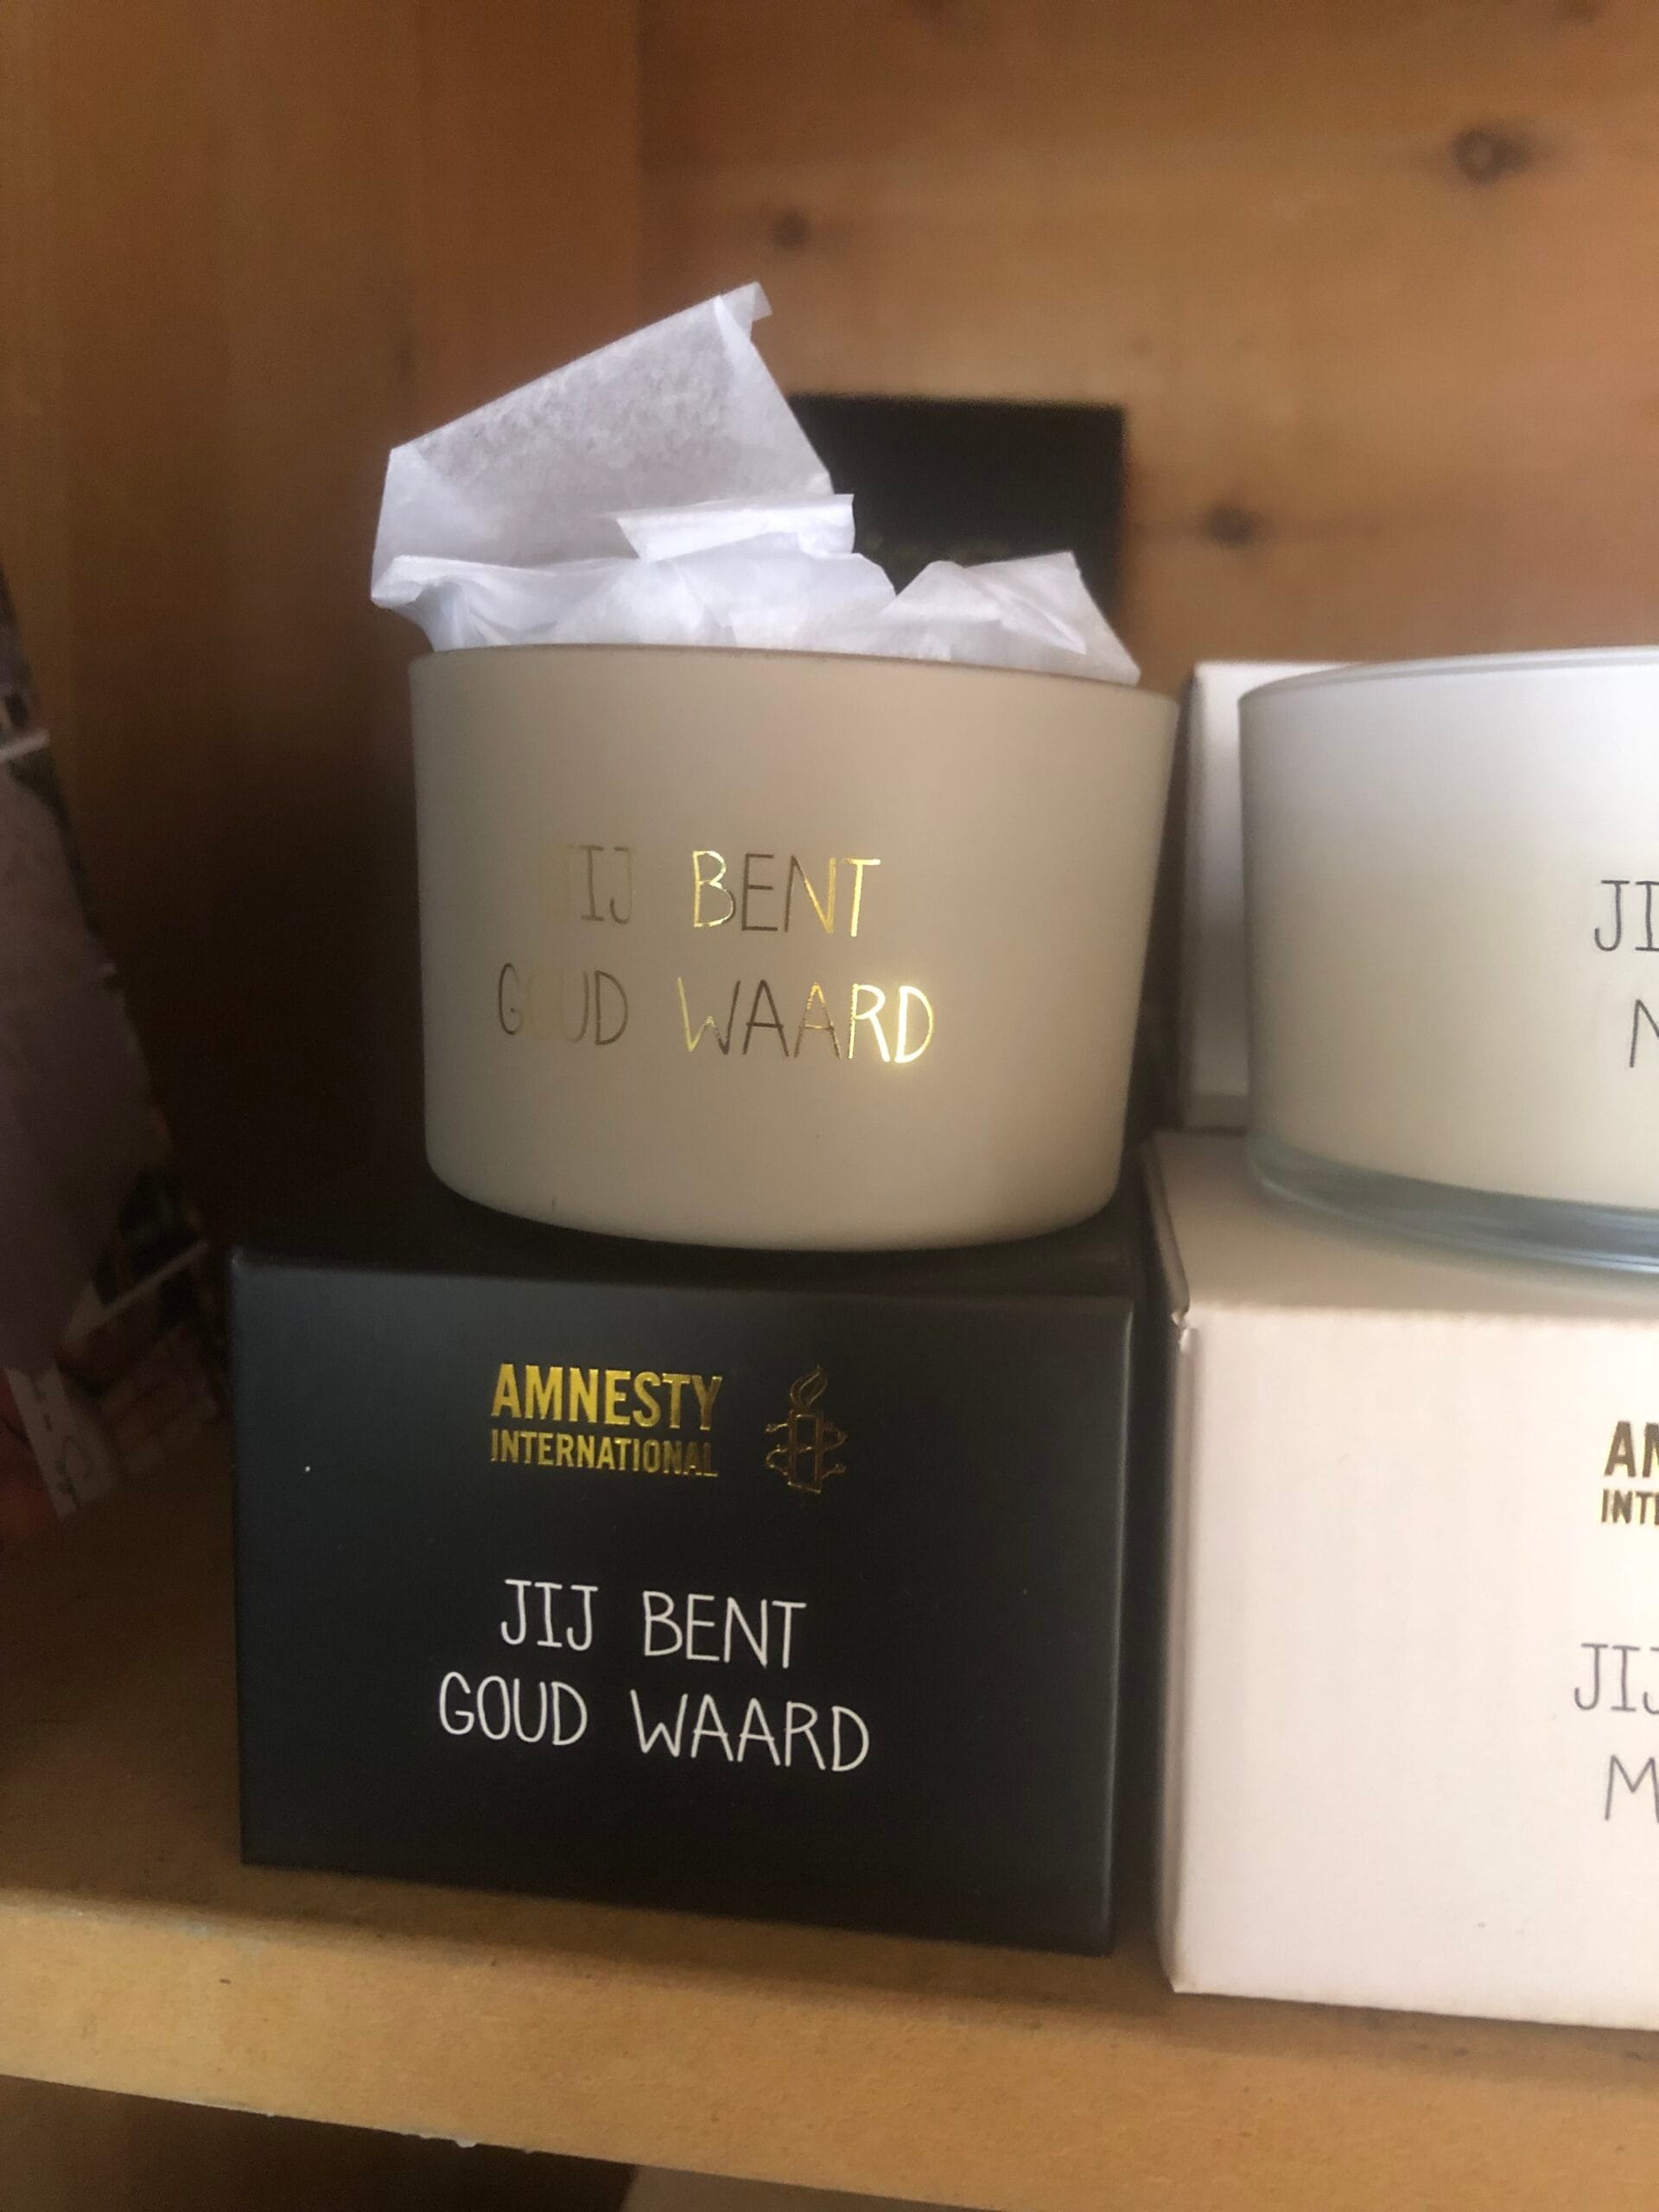 JIJ BENT
GOUD WAARD
AMNESTY
INTERNATIONAL
JIJ BENT
GOUD WAARD